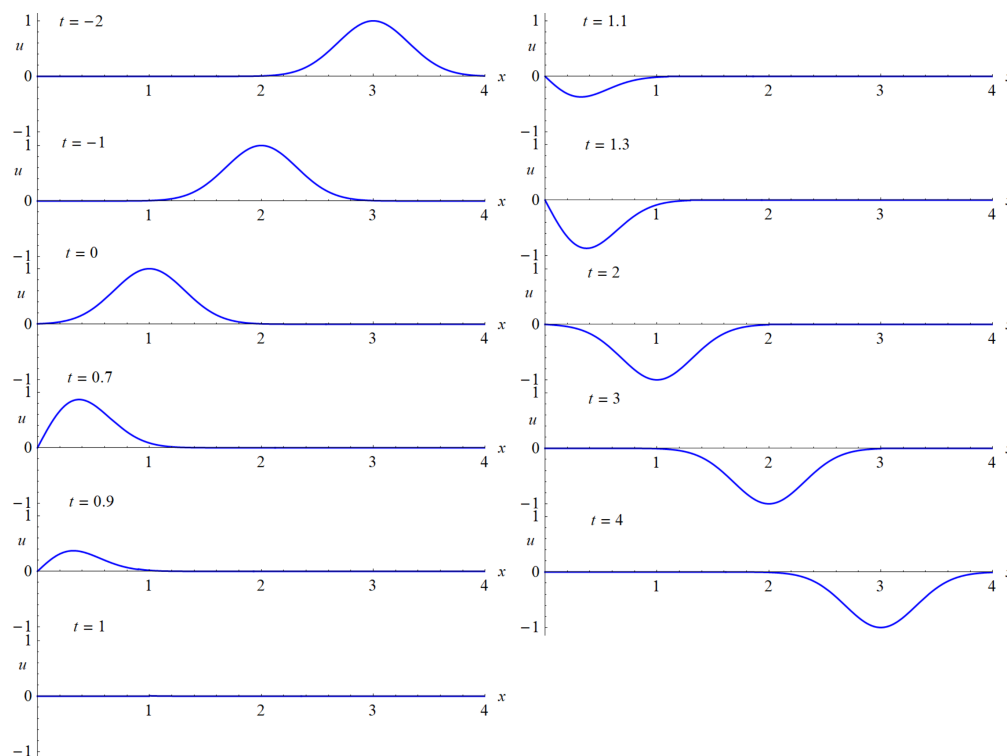 t = −2
1
u
0
1 2 3 4 x
−1
t = −1
1
u
0
1 2 3 4 x
−1
t = 0
1
u
0
1 2 3 4 x
−1
t = 0.7
1
u
0
1 2 3 4 x
−1
t = 0.9
1
u
0
1 2 3 4 x
−1
t = 1
1
u
0
1 2 3 4 x
−1
t = 1.1
1
u
0
1 2 3 4
−1
t = 1.3
1
u
0
1 2 3 4
−1
t = 2
1
u
0
1 2 3 4
−1
t = 3
1
u
0
1 2 3 4
−1
t = 4
1
u
0
1 2 3 4
−1